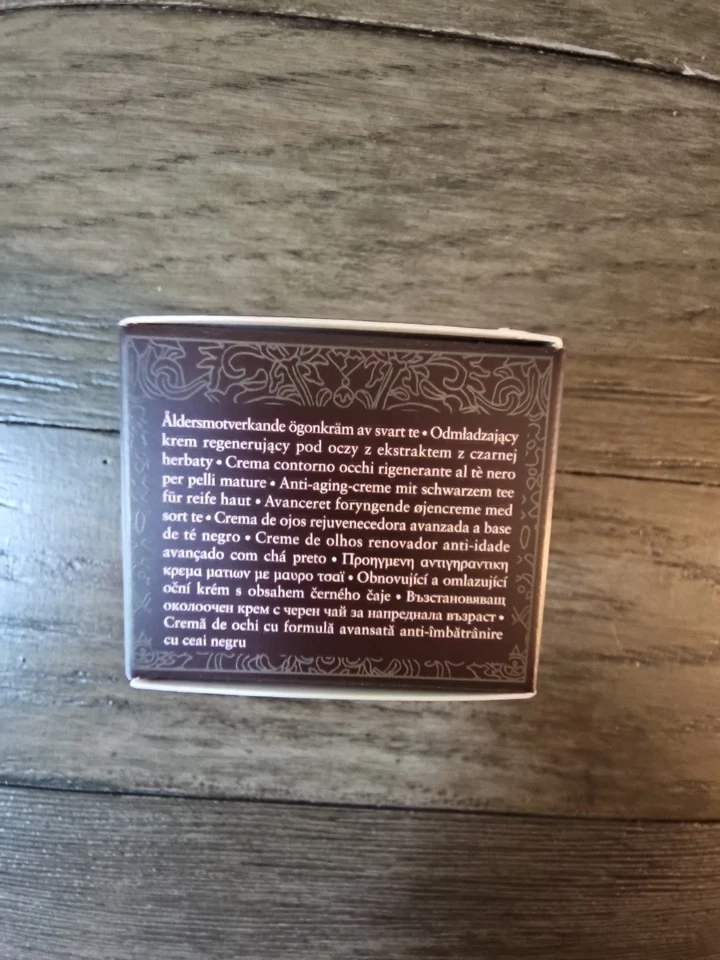 Åldersmotverkande ögonkräm av svart te • Odmładzający
krem regenerujący pod oczy z ekstraktem z czarnej
herbaty • Crema contorno occhi rigenerante al tè nero
per pelli mature • Anti-aging-creme mit schwarzem tee
für reife haut • Avanceret foryngende øjencreme med
sort te • Crema de ojos rejuvenecedora avanzada a base
de té negro • Creme de olhos renovador anti-idade
avançado com chá preto • Προηγμενη αντιγηραντικη
κρεμα ματιων με μαυρο τσαϊ • Obnovující a omlazující
oční krém s obsahem černého čaje • Възстановяващ
околоочен крем с черен чай за напреднала възраст •
Cremă de ochi cu formulă avansată anti-îmbătrânire
cu ceai negru